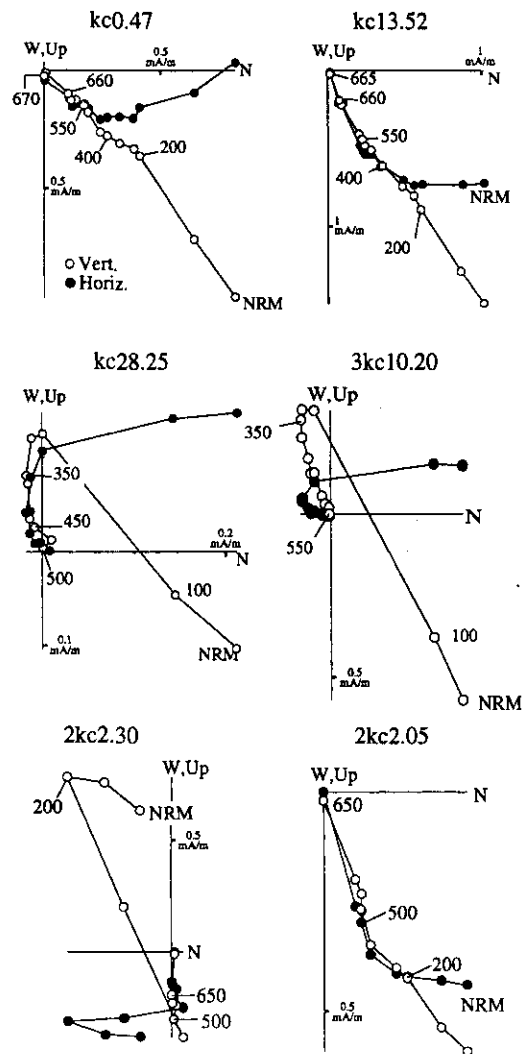 kc0.47
W,Up
0.5
mA/m
N
660
670
550
400
200
0.5
mA/m
Vert.
Horiz.
NRM
kc13.52
W,Up
1
mA/m
N
665
660
550
400
NRM
200
1
mA/m
kc28.25
W,Up
350
450
0.2
mA/m
N
500
100
0.1
mA/m
NRM
3kc10.20
W,Up
350
N
550
100
0.5
mA/m
NRM
2kc2.30
W,Up
200
NRM
0.5
mA/m
N
650
500
2kc2.05
W,Up
N
650
500
200
NRM
0.5
mA/m